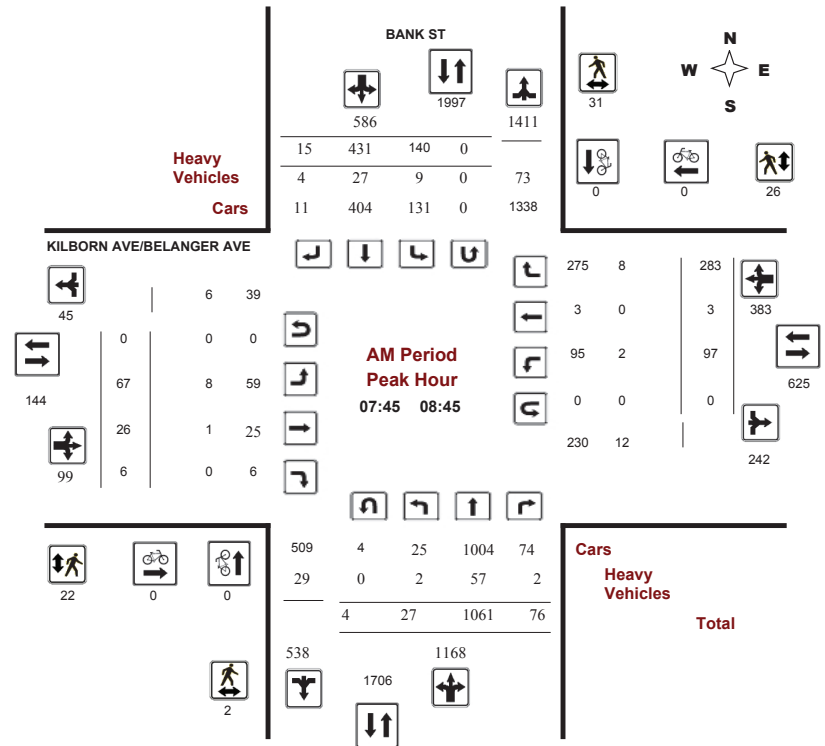 BANK ST
N
W E
S
1997
31
586 1411
15 431 140 0
Heavy
Vehicles
4 27 9 0 73
Cars
11 404 131 0 1338
0 0 26
KILBORN AVE/BELANGER AVE
45
6 39
275 8 283
383
0 0 0
3 0 3
144
67 8 59
AM Period
Peak Hour
07:45 08:45
95 2 97
625
26 1 25
0 0 0
99
6 0 6
230 12
242
509 4 25 1004 74
Cars
29 0 2 57 2
Heavy
Vehicles
22 0 0
4 27 1061 76
Total
538 1168
1706
2